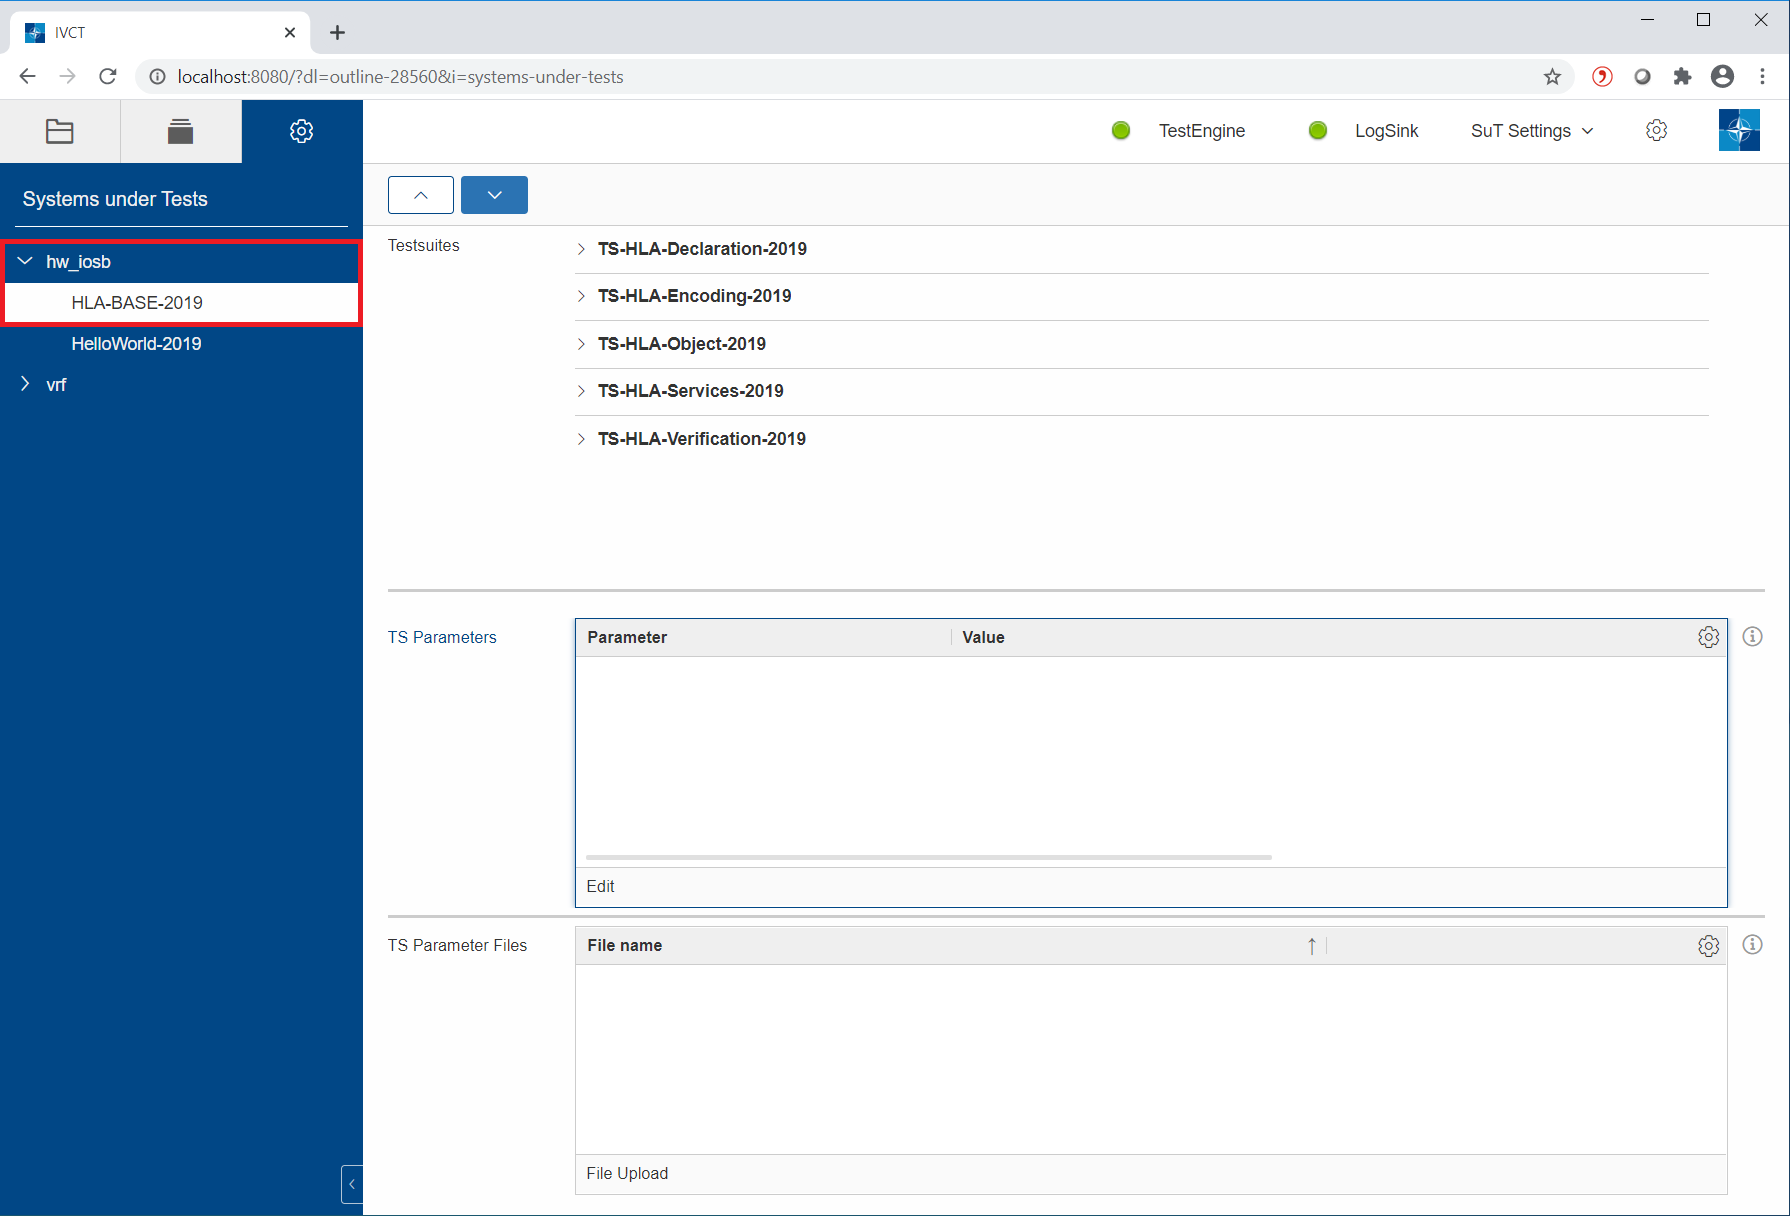 IVCT
localhost:8080/?dl=outline-28560&i=systems-under-tests
TestEngine
LogSink
SuT Settings
Systems under Tests
hw_iosb
HLA-BASE-2019
HelloWorld-2019
vrf
Testsuites
TS-HLA-Declaration-2019
TS-HLA-Encoding-2019
TS-HLA-Object-2019
TS-HLA-Services-2019
TS-HLA-Verification-2019
TS Parameters
Parameter
Value
Edit
TS Parameter Files
File name
File Upload